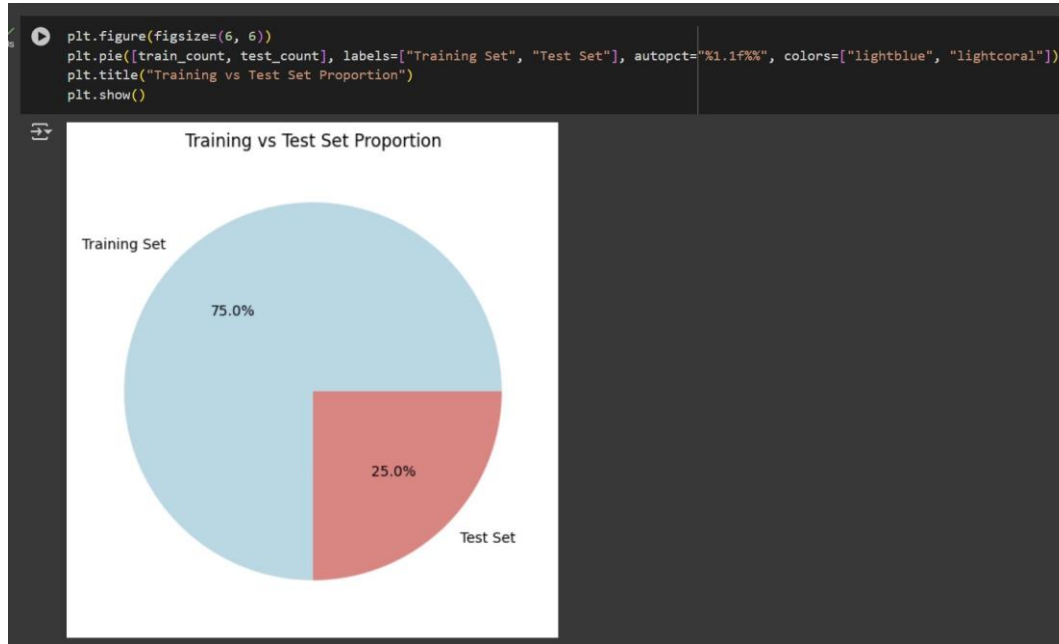 plt.figure(figsize=(6, 6))
plt.pie([train_count, test_count], labels=["Training Set", "Test Set"], autopct="%1.1f%%", colors=["lightblue", "lightcoral"])
plt.title("Training vs Test Set Proportion")
plt.show()
Training vs Test Set Proportion
Training Set
75.0%
25.0%
Test Set